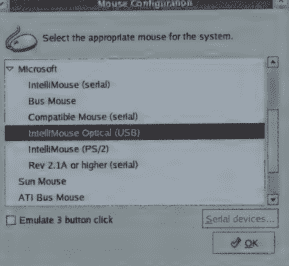 Mouse Configuration
Select the appropriate mouse for the system.
Microsoft
IntelliMouse (serial)
Bus Mouse
Compatible Mouse (serial)
IntelliMouse Optical (USB)
IntelliMouse (PS/2)
Rev 2.1A or higher (serial)
Sun Mouse
ATI Bus Mouse
Emulate 3 button click
Serial devices...
OK